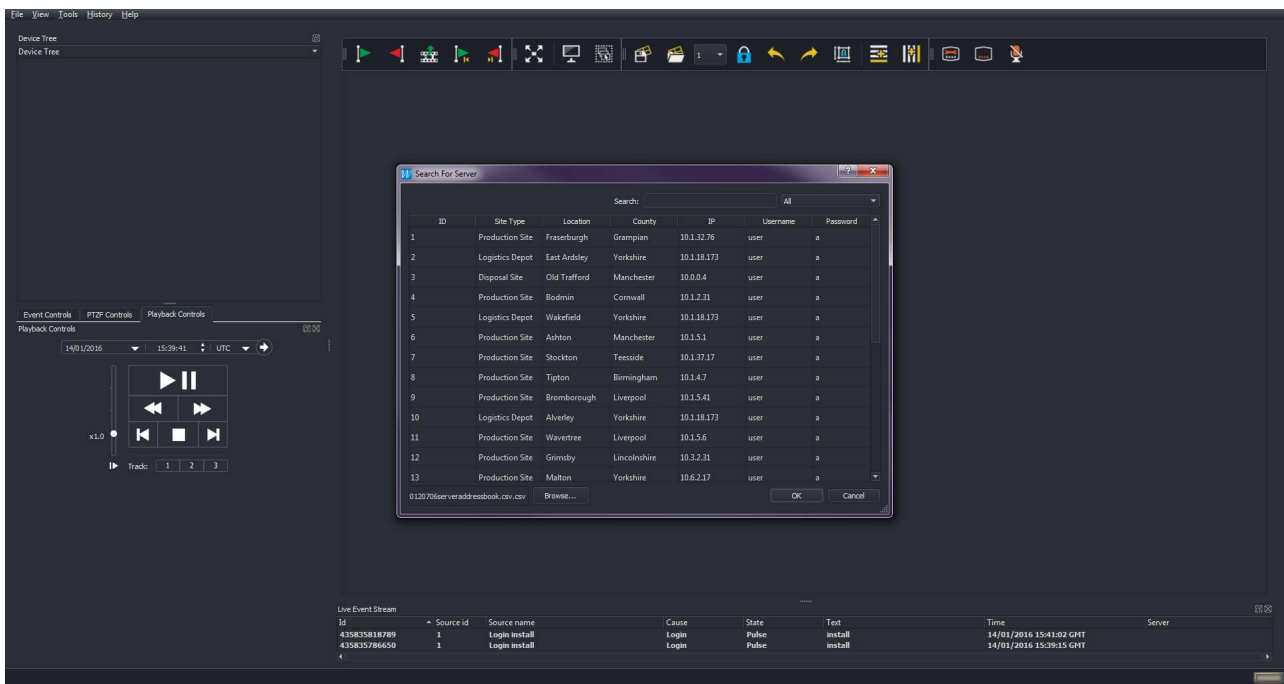 File View Tools History Help
Device Tree
Device Tree
1
Search For Server
Search: All
ID Site Type Location County IP Username Password
1 Production Site Fraserburgh Grampian 10.1.32.76 user a
2 Logistics Depot East Ardsley Yorkshire 10.1.18.173 user a
3 Disposal Site Old Trafford Manchester 10.0.0.4 user a
4 Production Site Bodmin Cornwall 10.1.2.31 user a
5 Logistics Depot Wakefield Yorkshire 10.1.18.173 user a
6 Production Site Ashton Manchester 10.1.5.1 user a
7 Production Site Stockton Teesside 10.1.37.17 user a
8 Production Site Tipton Birmingham 10.1.4.7 user a
9 Production Site Bromborough Liverpool 10.1.5.41 user a
10 Logistics Depot Alverley Yorkshire 10.1.18.173 user a
11 Production Site Wavertree Liverpool 10.1.5.6 user a
12 Production Site Grimsby Lincolnshire 10.3.2.31 user a
13 Production Site Malton Yorkshire 10.6.2.17 user a
0120706serveraddressbook.csv.csv Browse... OK Cancel
Event Controls PTZF Controls Playback Controls
Playback Controls
14/01/2016 15:39:41 UTC
x1.0
Track: 1 2 3
Live Event Stream
Id Source id Source name Cause State Text Time Server
435835818789 1 Login install Login Pulse install 14/01/2016 15:41:02 GMT
435835786650 1 Login install Login Pulse install 14/01/2016 15:39:15 GMT